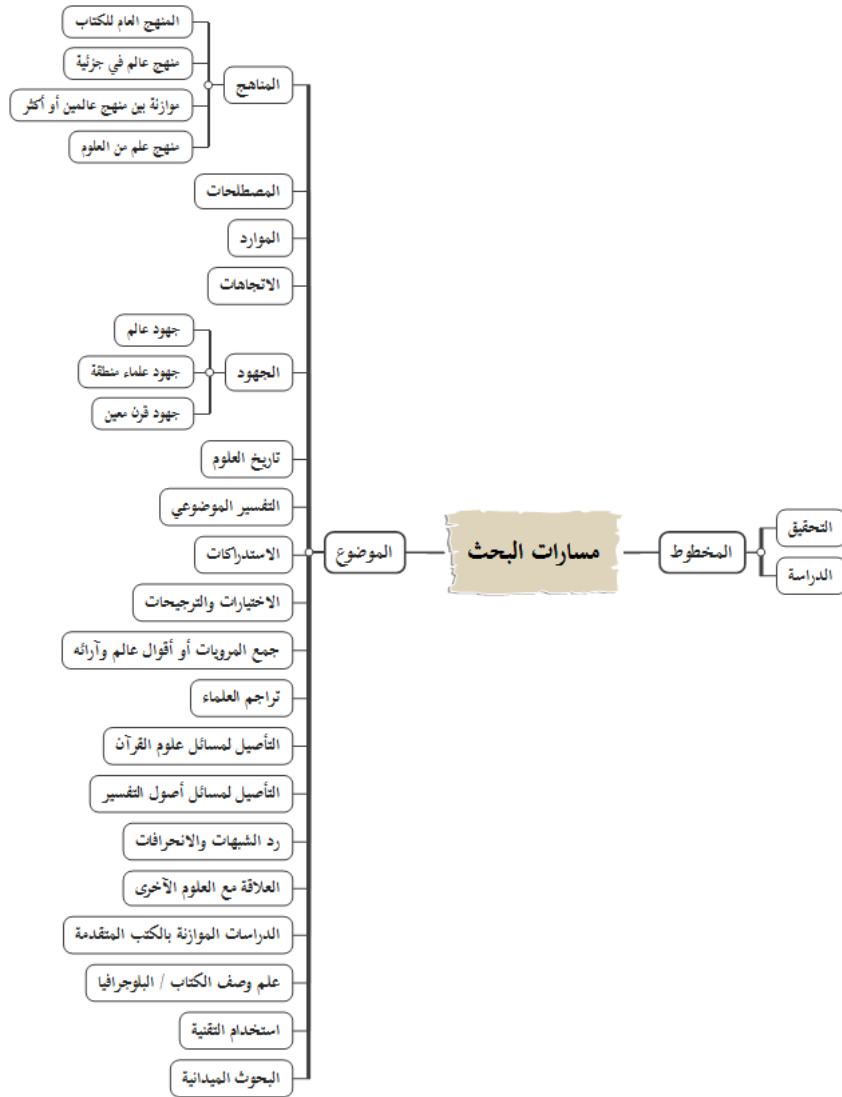 مسارات البحث
المخطوط
التحقيق
الدراسة
الموضوع
المناهج
المنهج العام للكتاب
منهج عالم في جزئية
موازنة بين منهج عالمين أو أكثر
منهج علم من العلوم
المصطلحات
الموارد
الاتجاهات
الجهود
جهود عالم
جهود علماء منطقة
جهود قرن معين
تاريخ العلوم
التفسير الموضوعي
الاستدراكات
الاختيارات والترجيحات
جمع المرويات أو أقوال عالم وآرائه
تراجم العلماء
التأصيل لمسائل علوم القرآن
التأصيل لمسائل أصول التفسير
رد الشبهات والانحرافات
العلاقة مع العلوم الآخرى
الدراسات الموازنة بالكتب المتقدمة
علم وصف الكتاب / البلوجرافيا
استخدام التقنية
البحوث الميدانية